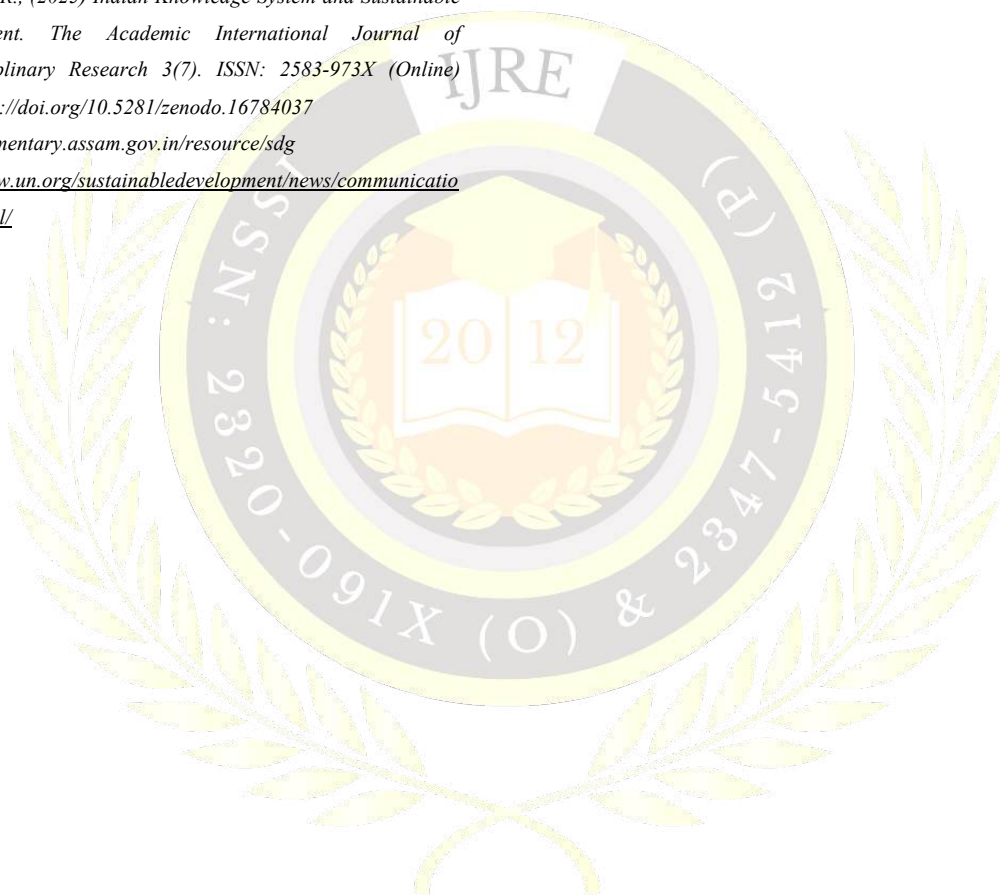 R., (2025) Indian Knowledge System and Sustainable
ent. The Academic International Journal of
plinary Research 3(7). ISSN: 2583-973X (Online)
://doi.org/10.5281/zenodo.16784037
mentary.assam.gov.in/resource/sdg
w.un.org/sustainabledevelopment/news/communicatio
l/
IJRE
ISSN: 2320-091X (O) & 2347-5412 (P)
20 12